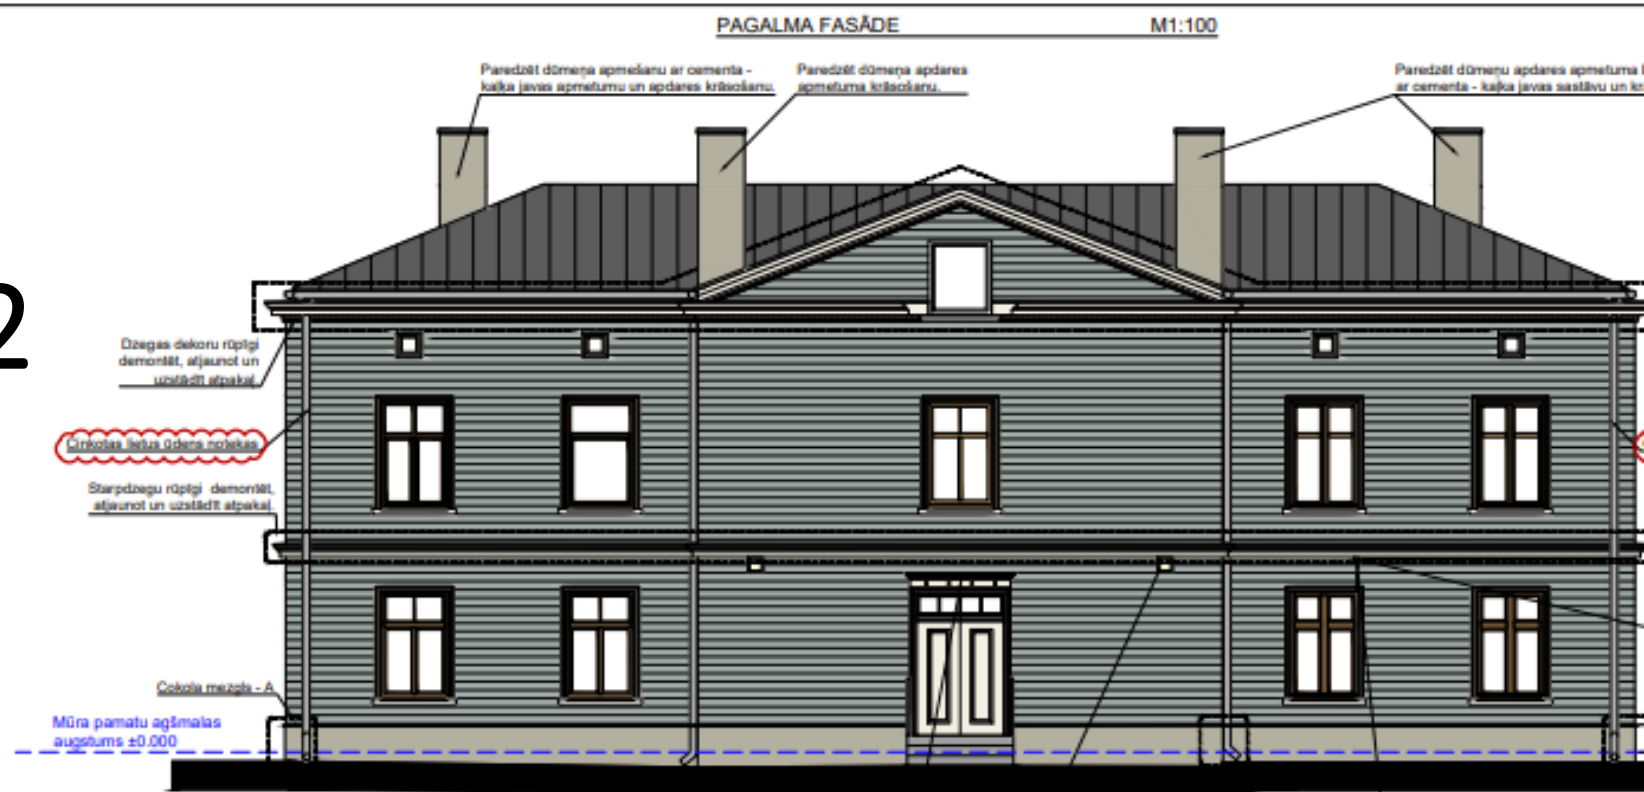 PAGALMA FASĀDE M1:100
Paredzēt dūmeņa apmešanu ar cementa -
kaļķa javas apmetumu un apdares krāsošanu.
Paredzēt dūmeņa apdares
apmetuma krāsošanu.
Paredzēt dūmeņu apdares apmetuma
ar cementa - kaļķa javas sastāvu un
2
Dzegas dekoru rūpīgi
demontēt, atjaunot un
uzstādīt atpakaļ.
Cinkotas lietus ūdens notekas
Starpdzegu rūpīgi demontēt,
atjaunot un uzstādīt atpakaļ.
Cokola mezgls - A
Mūra pamatu agšmalas
augstums ±0.000